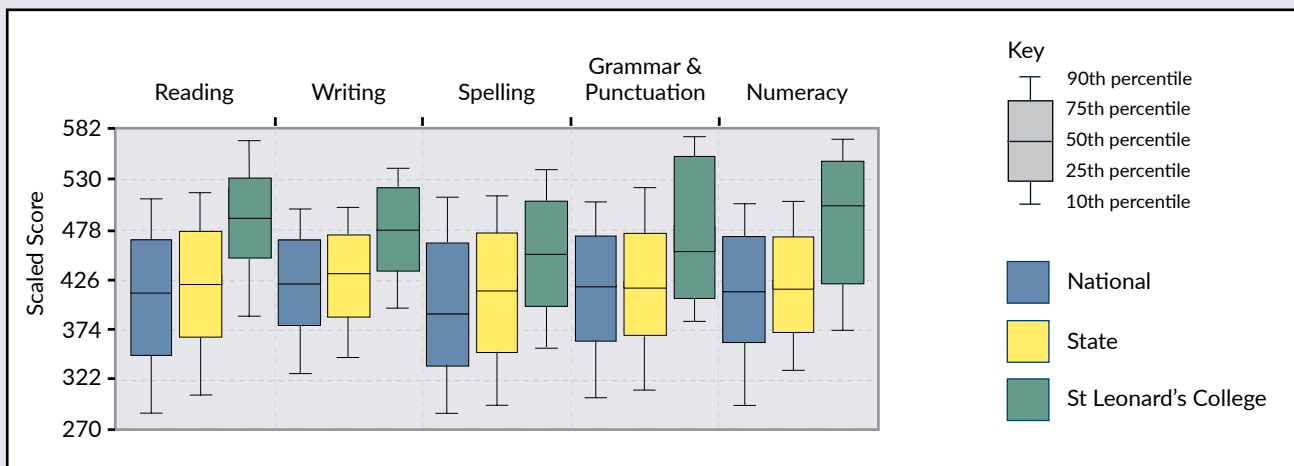 Key
90th percentile
75th percentile
50th percentile
25th percentile
10th percentile
Reading
Writing
Spelling
Grammar &
Punctuation
Numeracy
Scaled Score
582
530
478
426
374
322
270
National
State
St Leonard's College